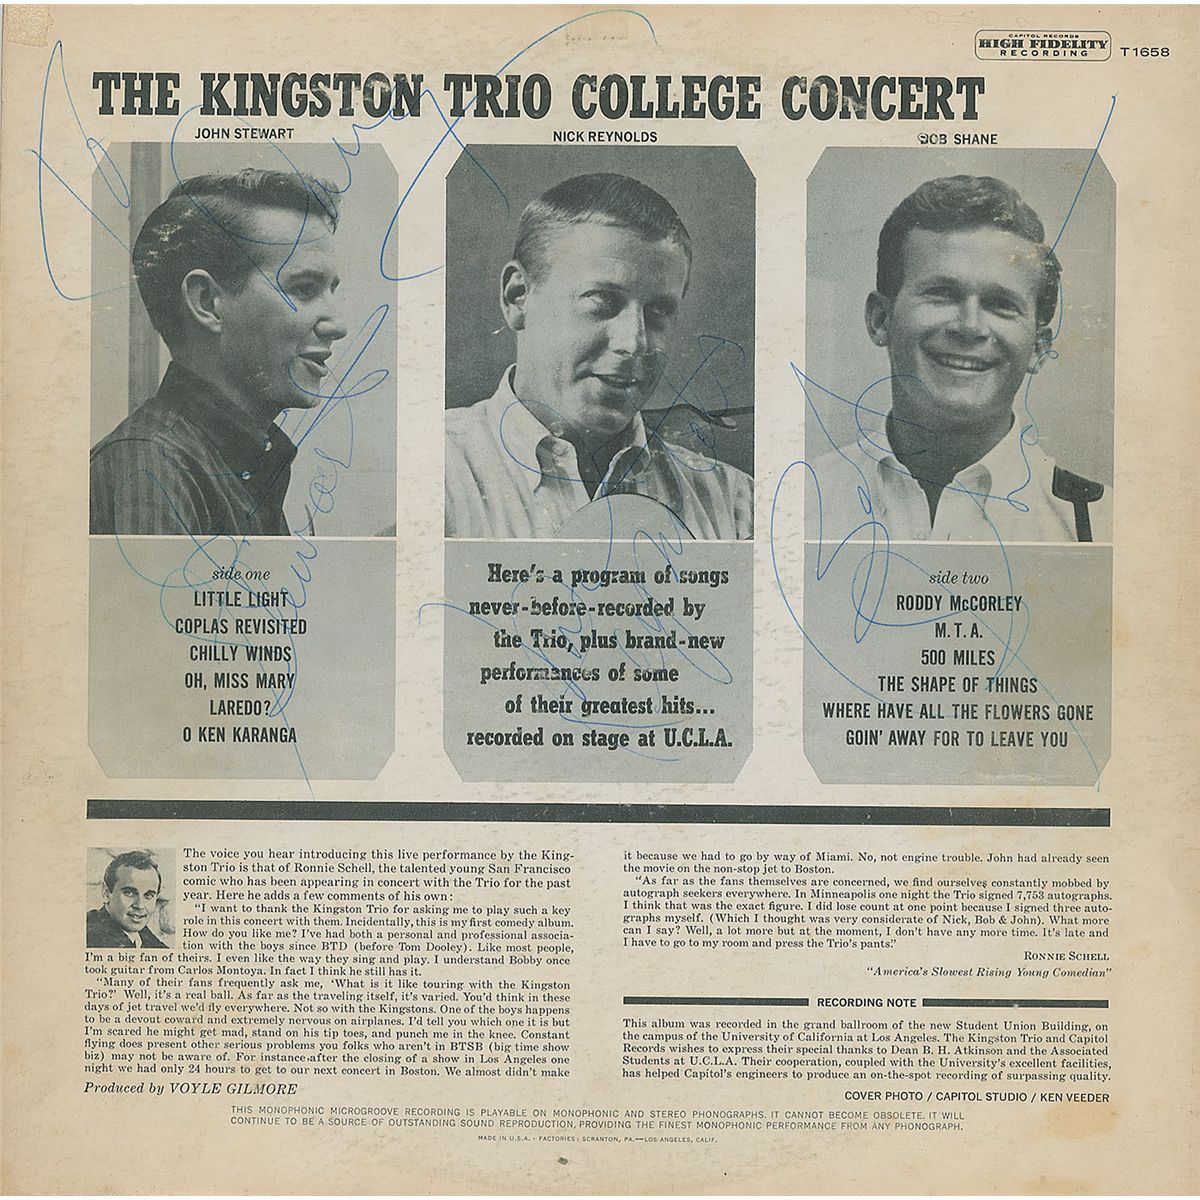 CAPITOL RECORDS
HIGH FIDELITY
RECORDING
T 1658
THE KINGSTON TRIO COLLEGE CONCERT
JOHN STEWART
NICK REYNOLDS
BOB SHANE
To
side one
LITTLE LIGHT
COPLAS REVISITED
CHILLY WINDS
OH, MISS MARY
LAREDO?
O KEN KARANGA
Here's a program of songs
never-before-recorded by
the Trio, plus brand-new
performances of some
of their greatest hits...
recorded on stage at U.C.L.A.
side two
RODDY McCORLEY
M. T. A.
500 MILES
THE SHAPE OF THINGS
WHERE HAVE ALL THE FLOWERS GONE
GOIN' AWAY FOR TO LEAVE YOU
The voice you hear introducing this live performance by the King-
ston Trio is that of Ronnie Schell, the talented young San Francisco
comic who has been appearing in concert with the Trio for the past
year. Here he adds a few comments of his own:
"I want to thank the Kingston Trio for asking me to play such a key
role in this concert with them. Incidentally, this is my first comedy album.
How do you like me? I've had both a personal and professional associa-
tion with the boys since BTD (before Tom Dooley). Like most people,
I'm a big fan of theirs. I even like the way they sing and play. I understand Bobby once
took guitar from Carlos Montoya. In fact I think he still has it.
"Many of their fans frequently ask me, 'What is it like touring with the Kingston
Trio?' Well, it's a real ball. As far as the traveling itself, it's varied. You'd think in these
days of jet travel we'd fly everywhere. Not so with the Kingstons. One of the boys happens
to be a devout coward and extremely nervous on airplanes. I'd tell you which one it is but
I'm scared he might get mad, stand on his tip toes, and punch me in the knee. Constant
flying does present other serious problems you folks who aren't in BTSB (big time show
biz) may not be aware of. For instance after the closing of a show in Los Angeles one
night we had only 24 hours to get to our next concert in Boston. We almost didn't make
Produced by VOYLE GILMORE
it because we had to go by way of Miami. No, not engine trouble. John had already seen
the movie on the non-stop jet to Boston.
"As far as the fans themselves are concerned, we find ourselves constantly mobbed by
autograph seekers everywhere. In Minneapolis one night the Trio signed 7,753 autographs.
I think that was the exact figure. I did lose count at one point because I signed three auto-
graphs myself. (Which I thought was very considerate of Nick, Bob & John). What more
can I say? Well, a lot more but at the moment, I don't have any more time. It's late and
I have to go to my room and press the Trio's pants."
RONNIE SCHELL
"America's Slowest Rising Young Comedian"
RECORDING NOTE
This album was recorded in the grand ballroom of the new Student Union Building, on
the campus of the University of California at Los Angeles. The Kingston Trio and Capitol
Records wishes to express their special thanks to Dean B. H. Atkinson and the Associated
Students at U.C.L.A. Their cooperation, coupled with the University's excellent facilities,
has helped Capitol's engineers to produce an on-the-spot recording of surpassing quality.
COVER PHOTO / CAPITOL STUDIO / KEN VEEDER
THIS MONOPHONIC MICROGROOVE RECORDING IS PLAYABLE ON MONOPHONIC AND STEREO PHONOGRAPHS. IT CANNOT BECOME OBSOLETE. IT WILL
CONTINUE TO BE A SOURCE OF OUTSTANDING SOUND REPRODUCTION, PROVIDING THE FINEST MONOPHONIC PERFORMANCE FROM ANY PHONOGRAPH.
MADE IN U.S.A. · FACTORIES: SCRANTON, PA.—LOS ANGELES, CALIF.